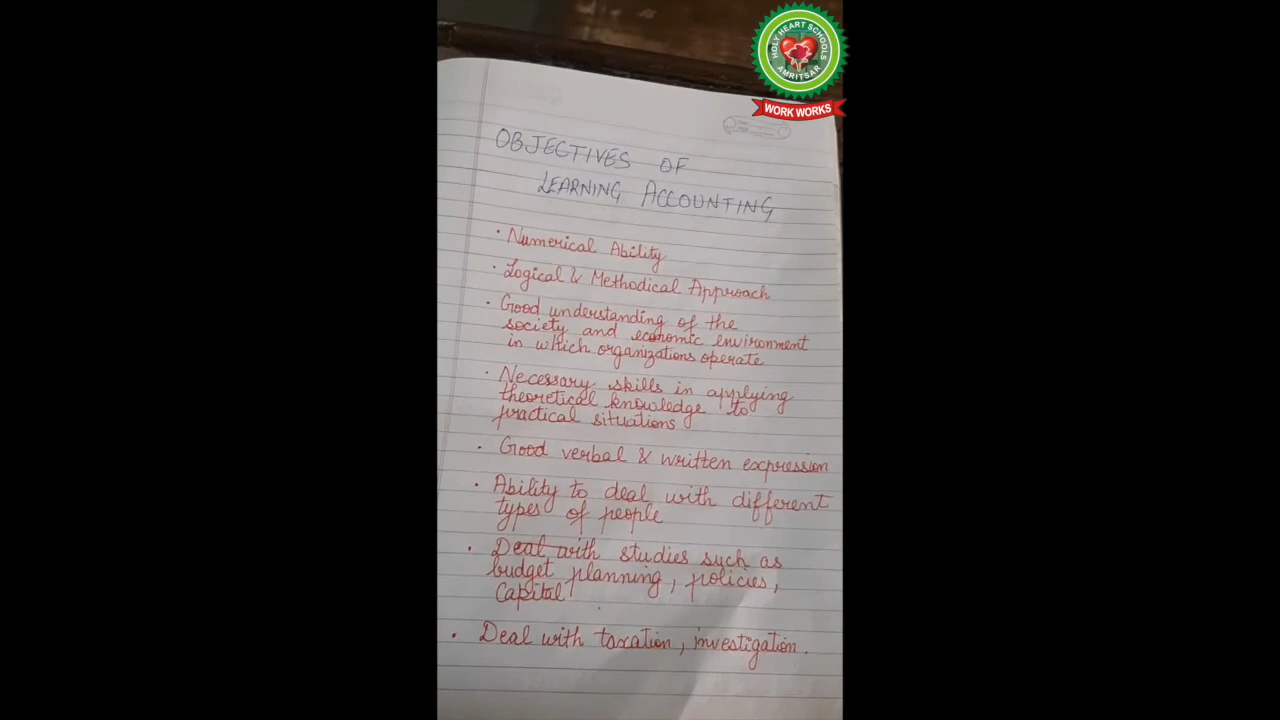 HOLY HEART SCHOOLS
AMRITSAR
WORK WORKS
OBJECTIVES OF
LEARNING ACCOUNTING
· Numerical Ability
· Logical & Methodical Approach
· Good understanding of the
society and economic environment
in which organizations operate
· Necessary skills in applying
theoretical knowledge to
practical situations
· Good verbal & written expression
· Ability to deal with different
types of people
· Deal with studies such as
budget planning, policies,
Capital
· Deal with taxation, investigation.